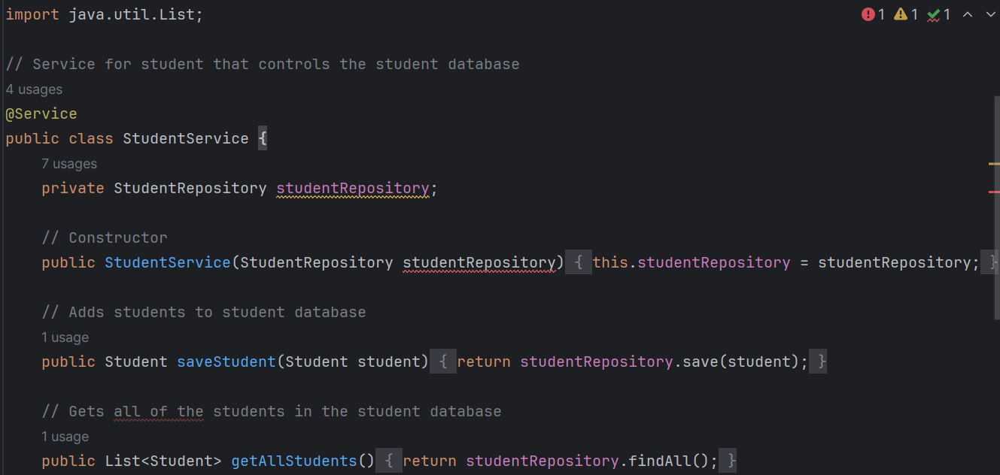 import java.util.List;
1 1 1
// Service for student that controls the student database
4 usages
@Service
public class StudentService {
7 usages
private StudentRepository studentRepository;
// Constructor
public StudentService(StudentRepository studentRepository) { this.studentRepository = studentRepository; }
// Adds students to student database
1 usage
public Student saveStudent(Student student) { return studentRepository.save(student); }
// Gets all of the students in the student database
1 usage
public List<Student> getAllStudents() { return studentRepository.findAll(); }